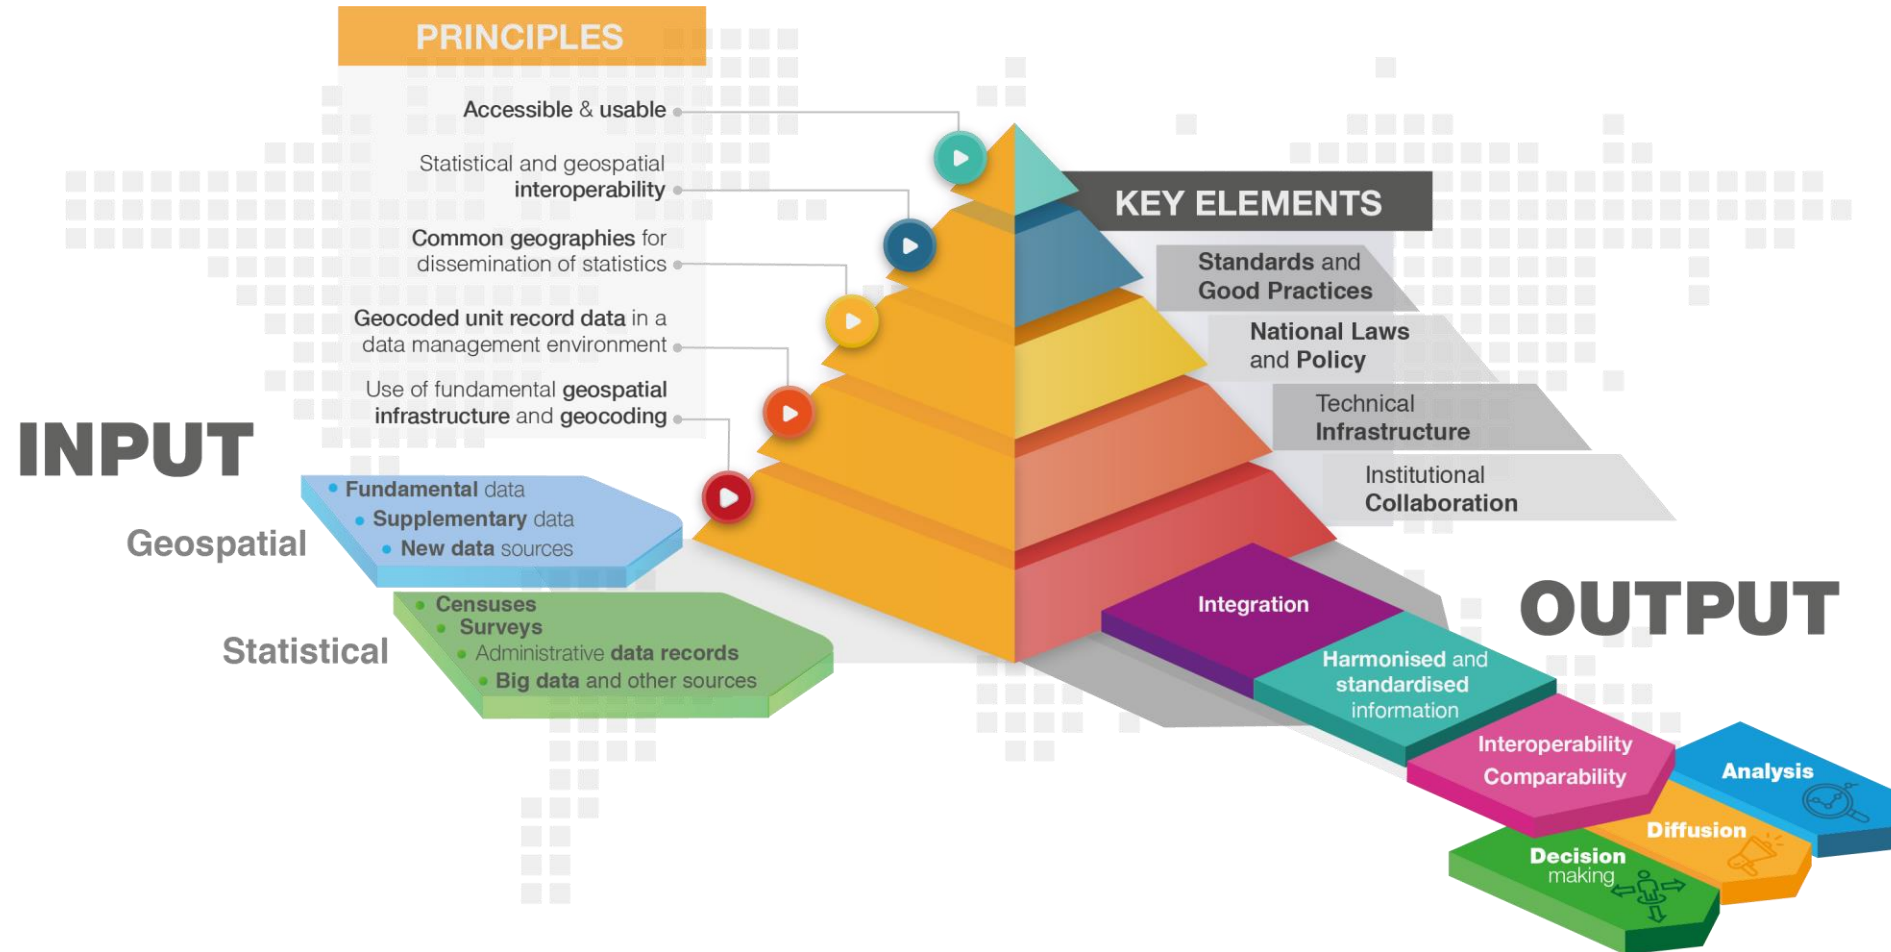 PRINCIPLES
Accessible & usable
Statistical and geospatial
interoperability
Common geographies for
dissemination of statistics
Geocoded unit record data in a
data management environment
Use of fundamental geospatial
infrastructure and geocoding
KEY ELEMENTS
Standards and
Good Practices
National Laws
and Policy
Technical
Infrastructure
Institutional
Collaboration
INPUT
Geospatial
Fundamental data
Supplementary data
New data sources
Statistical
Censuses
Surveys
Administrative data records
Big data and other sources
OUTPUT
Integration
Harmonised and
standardised
information
Interoperability
Comparability
Analysis
Diffusion
Decision
making